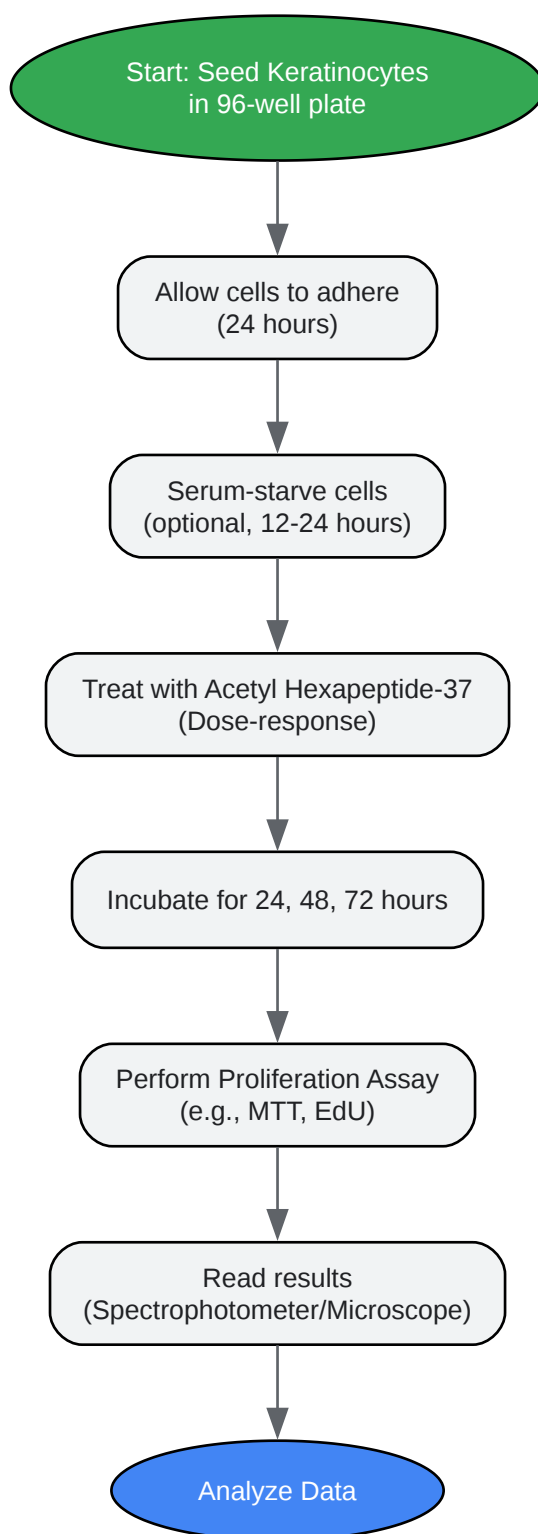 Start: Seed Keratinocytes
in 96-well plate
Allow cells to adhere
(24 hours)
Serum-starve cells
(optional, 12-24 hours)
Treat with Acetyl Hexapeptide-37
(Dose-response)
Incubate for 24, 48, 72 hours
Perform Proliferation Assay
(e.g., MTT, EdU)
Read results
(Spectrophotometer/Microscope)
Analyze Data